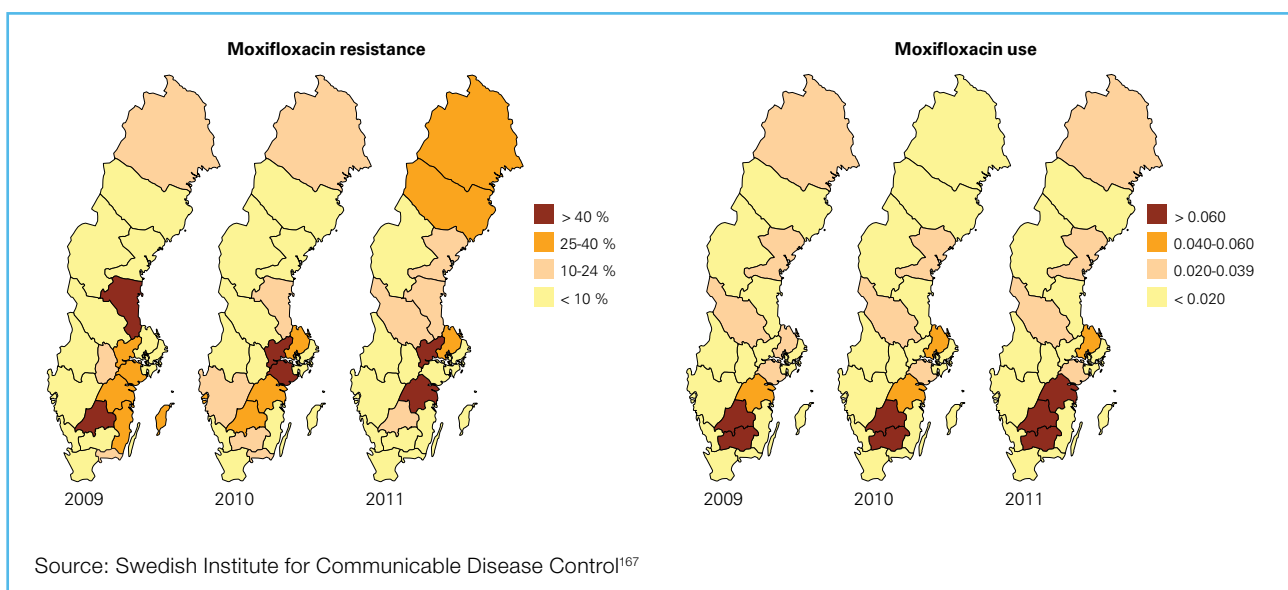 Moxifloxacin resistance
> 40 %
25-40 %
10-24 %
< 10 %
2009
2010
2011
Moxifloxacin use
> 0.060
0.040-0.060
0.020-0.039
< 0.020
2009
2010
2011
Source: Swedish Institute for Communicable Disease Control¹⁶⁷